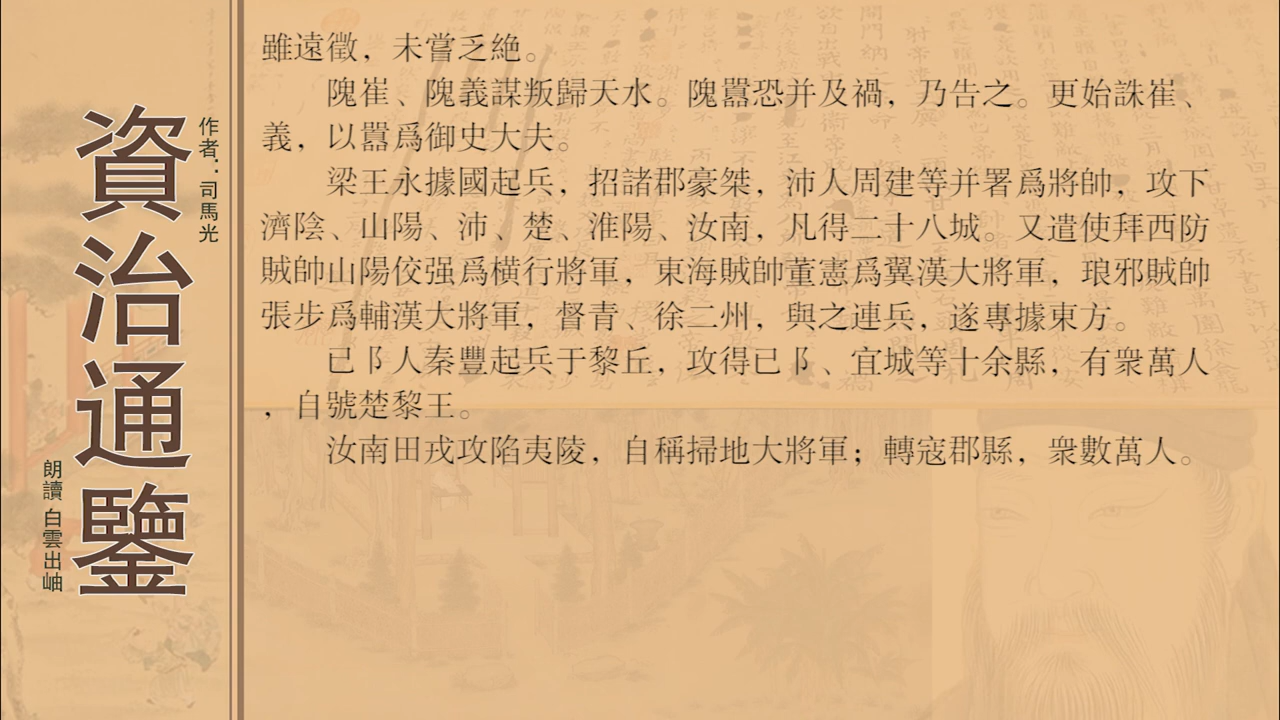 資治通鑒
作者：司馬光
朗讀 白雲出岫
雖遠徵，未嘗乏絶。
隗崔、隗義謀叛歸天水。隗囂恐并及禍，乃告之。更始誅崔、
義，以囂爲御史大夫。
梁王永據國起兵，招諸郡豪桀，沛人周建等并署爲將帥，攻下
濟陰、山陽、沛、楚、淮陽、汝南，凡得二十八城。又遣使拜西防
賊帥山陽佼强爲橫行將軍，東海賊帥董憲爲翼漢大將軍，琅邪賊帥
張步爲輔漢大將軍，督青、徐二州，與之連兵，遂專據東方。
已阝人秦豐起兵于黎丘，攻得已阝、宜城等十余縣，有衆萬人
，自號楚黎王。
汝南田戎攻陷夷陵，自稱掃地大將軍；轉寇郡縣，衆數萬人。